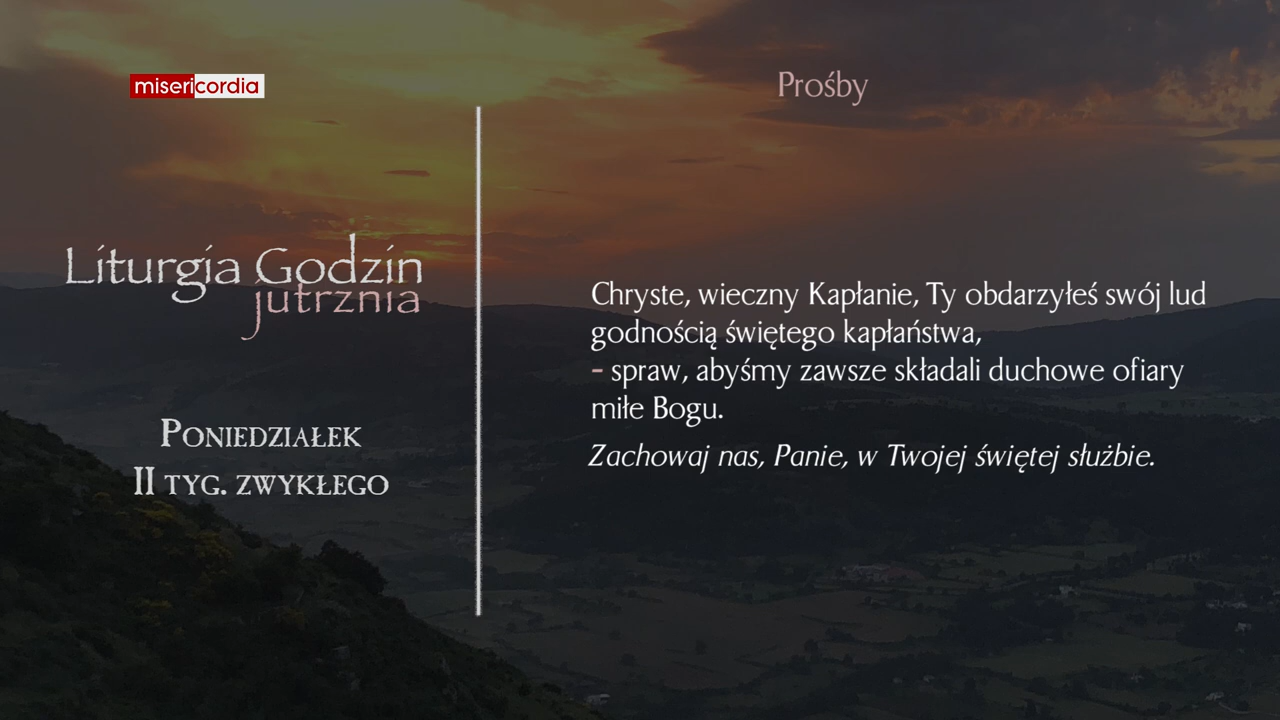 misericordia
Liturgia Godzin
jutrznia
Poniedziałek
II tyg. zwykłego
Prośby
Chryste, wieczny Kapłanie, Ty obdarzyłeś swój lud
godnością świętego kapłaństwa,
- spraw, abyśmy zawsze składali duchowe ofiary
miłe Bogu.
Zachowaj nas, Panie, w Twojej świętej służbie.